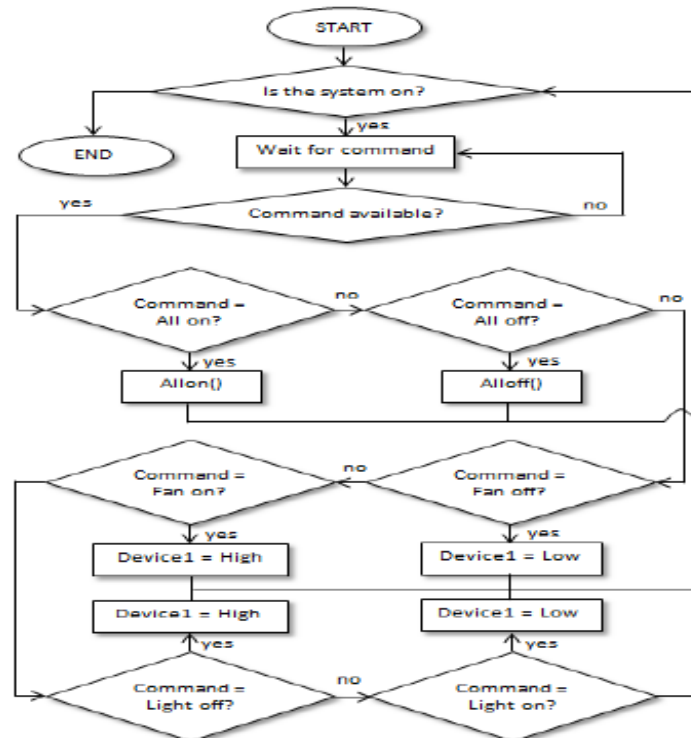 START
Is the system on?
yes
END
Wait for command
yes
Command available?
no
Command =
All on?
no
Command =
All off?
no
yes
Allon()
yes
Alloff()
Command =
Fan on?
no
Command =
Fan off?
yes
Device1 = High
yes
Device1 = Low
Device1 = High
Device1 = Low
yes
yes
Command =
Light off?
no
Command =
Light on?